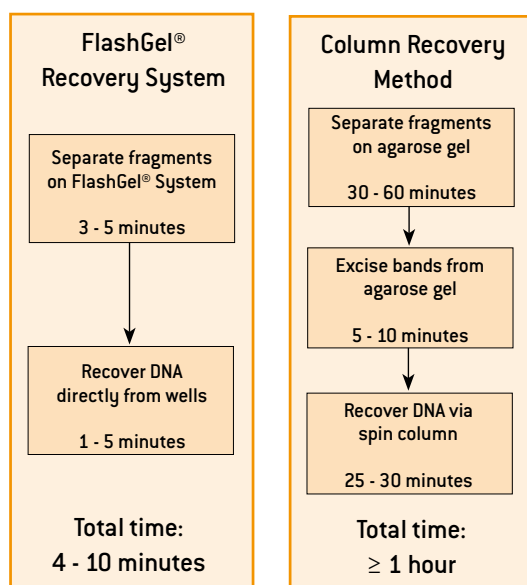 FlashGel®
Recovery System
Separate fragments
on FlashGel® System
3 - 5 minutes
Recover DNA
directly from wells
1 - 5 minutes
Total time:
4 - 10 minutes
Column Recovery
Method
Separate fragments
on agarose gel
30 - 60 minutes
Excise bands from
agarose gel
5 - 10 minutes
Recover DNA via
spin column
25 - 30 minutes
Total time:
≥ 1 hour